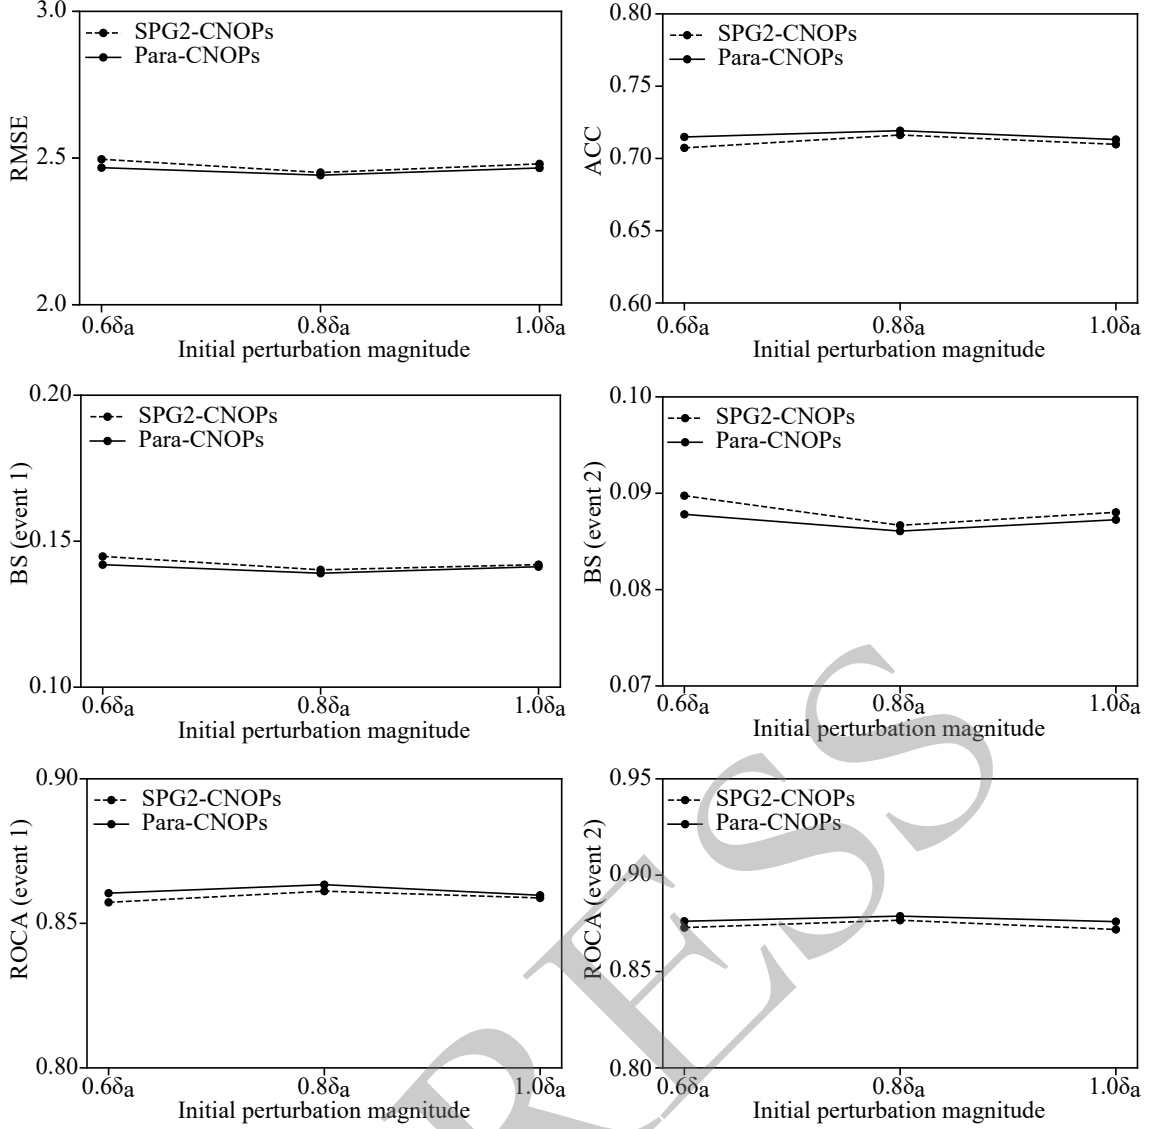 3.0
SPG2-CNOPs
Para-CNOPs
RMSE
2.5
2.0
0.6δa
0.8δa
1.0δa
Initial perturbation magnitude
0.80
SPG2-CNOPs
Para-CNOPs
0.75
ACC
0.70
0.65
0.60
0.6δa
0.8δa
1.0δa
Initial perturbation magnitude
0.20
SPG2-CNOPs
Para-CNOPs
BS (event 1)
0.15
0.10
0.6δa
0.8δa
1.0δa
Initial perturbation magnitude
0.10
SPG2-CNOPs
Para-CNOPs
0.09
BS (event 2)
0.08
0.07
0.6δa
0.8δa
1.0δa
Initial perturbation magnitude
0.90
SPG2-CNOPs
Para-CNOPs
ROCA (event 1)
0.85
0.80
0.6δa
0.8δa
1.0δa
Initial perturbation magnitude
0.95
SPG2-CNOPs
Para-CNOPs
0.90
ROCA (event 2)
0.85
0.80
0.6δa
0.8δa
1.0δa
Initial perturbation magnitude
RESS